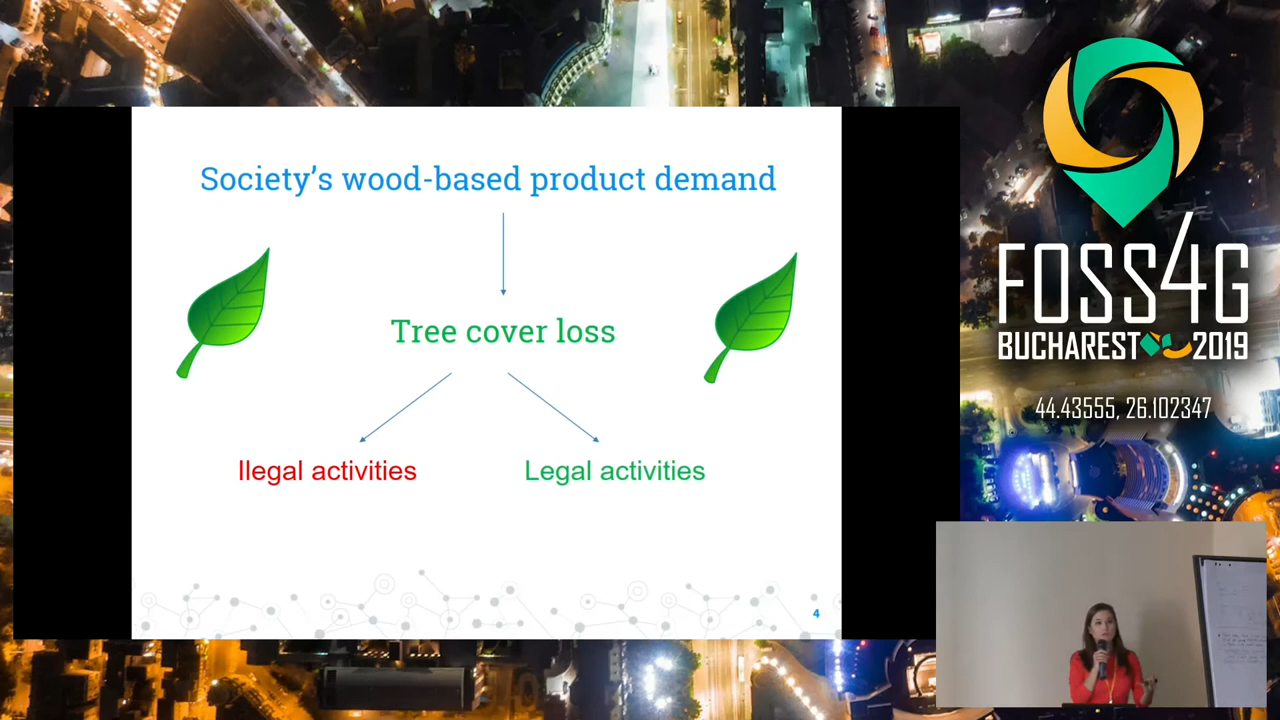 Society's wood-based product demand
Tree cover loss
Ilegal activities
Legal activities
4
FOSS4G
BUCHAREST 2019
44.43555, 26.102347